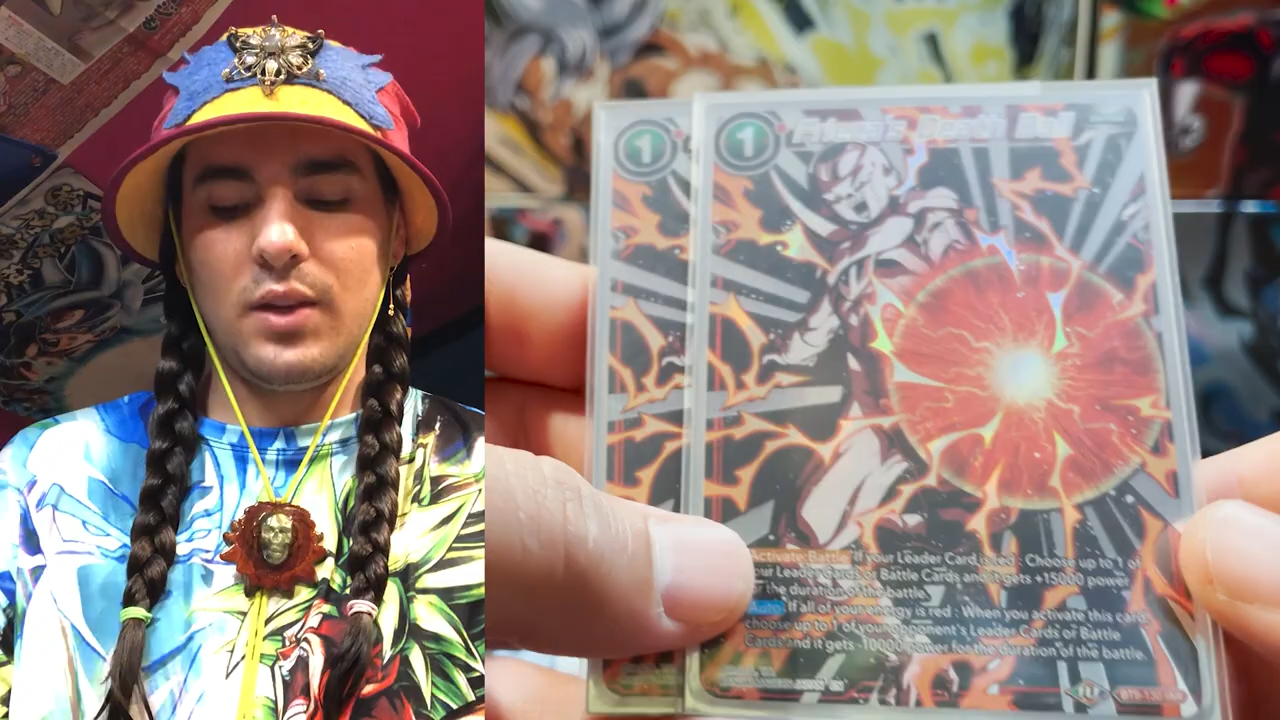 1
1
Frieza's Death Ball
Activate: Battle If your Leader Card is red : Choose up to 1 of
your Leader Cards or Battle Cards and it gets +15000 power
for the duration of the battle.
Auto If all of your energy is red : When you activate this card,
choose up to 1 of your opponent's Leader Cards or Battle
Cards and it gets -10000 power for the duration of the battle.